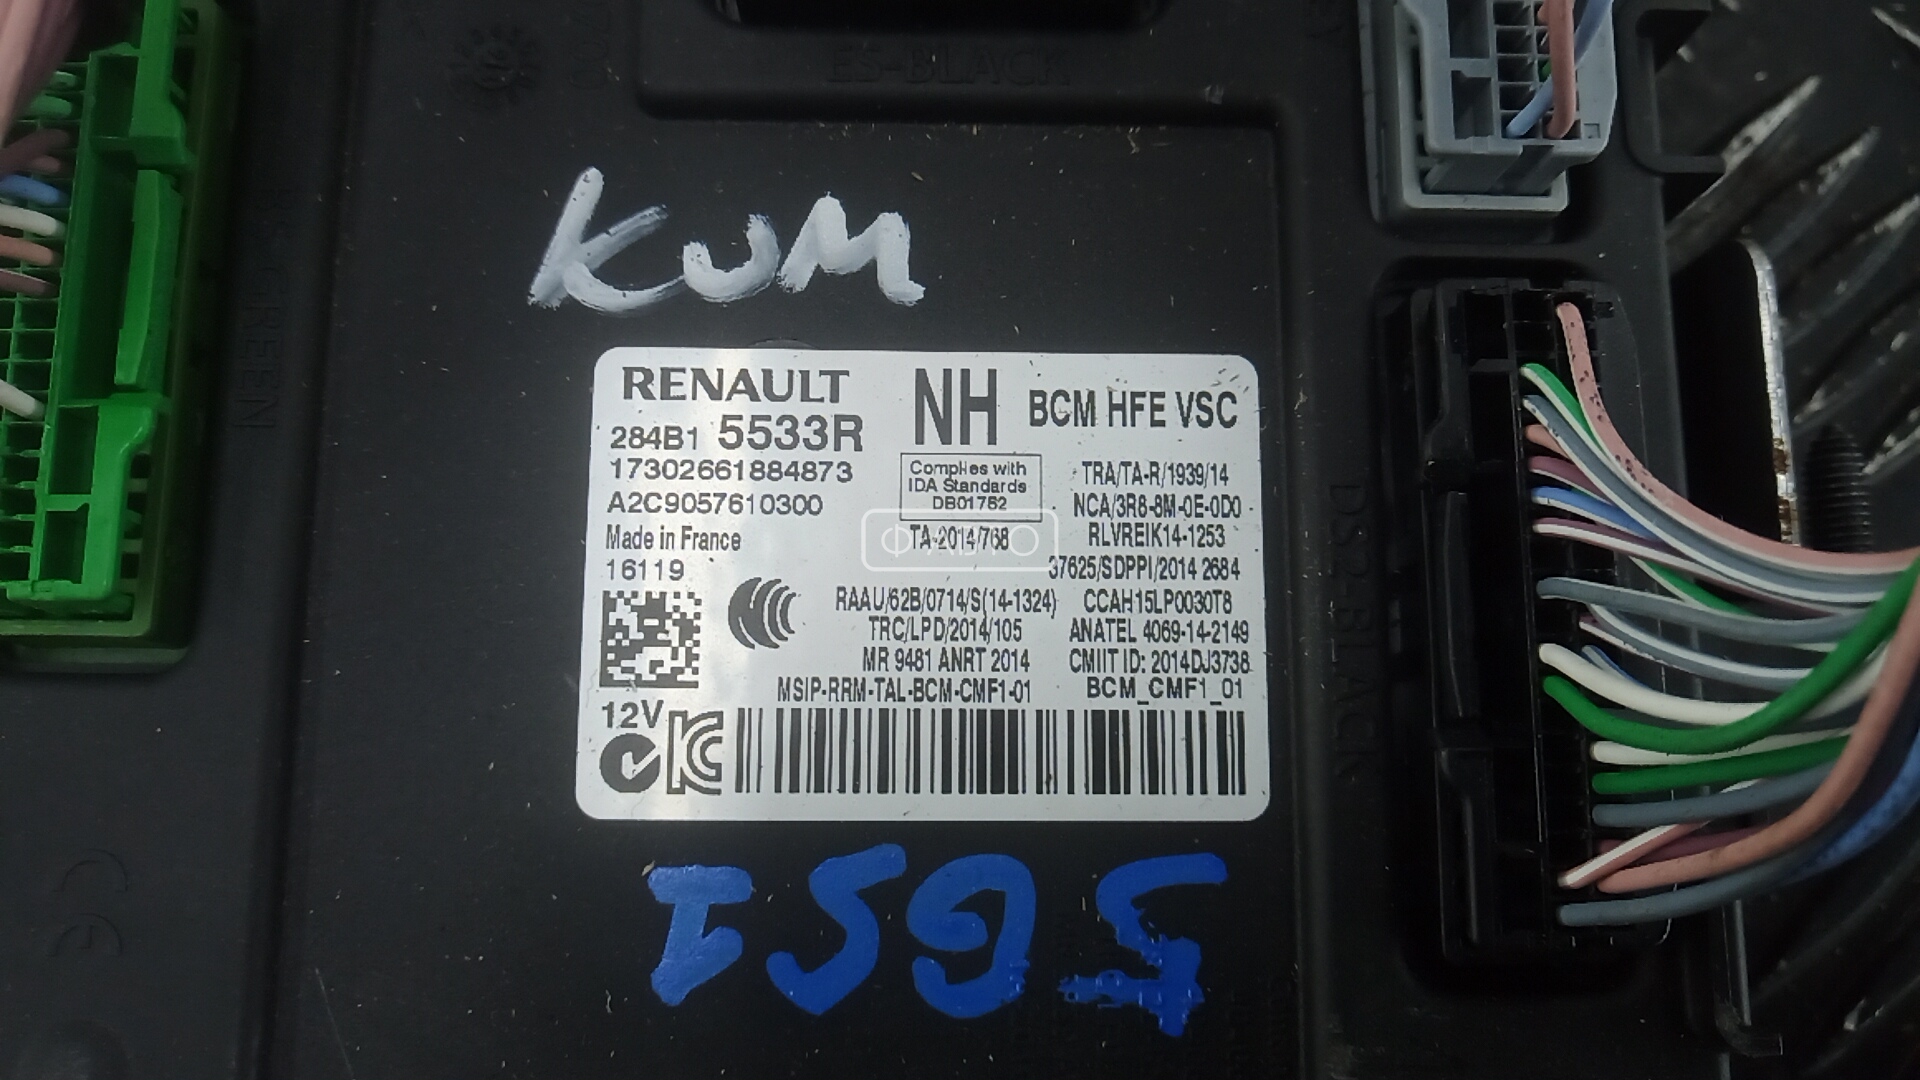 ES-BLACK
ES-GREEN
KUM
RENAULT NH BCM HFE VSC
284B1 5533R
17302661884873
A2C9057610300
Made in France
16119
Complies with
IDA Standards
DB01752
TA-2014/768
TRA/TA-R/1939/14
NCA/3R8-8M-0E-0D0
RLVREIK14-1253
37625/SDPPI/2014 2684
RAAU/62B/0714/S(14-1324) CCAH15LP0030T8
TRC/LPD/2014/105 ANATEL 4069-14-2149
MR 9481 ANRT 2014 CMIIT ID: 2014DJ3738
MSIP-RRM-TAL-BCM-CMF1-01 BCM_CMF1_01
12V
DS2-BLACK
CE